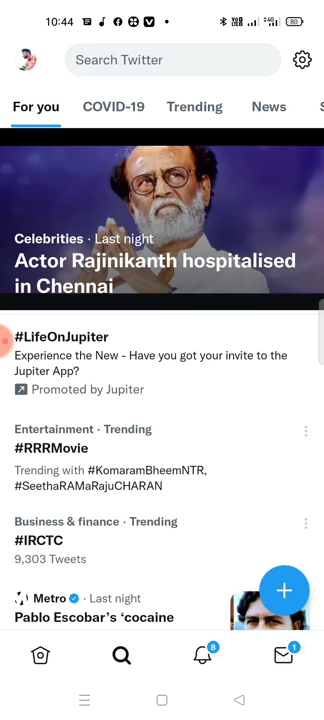 10:44
80
Search Twitter
For you COVID-19 Trending News
Celebrities · Last night
Actor Rajinikanth hospitalised
in Chennai
#LifeOnJupiter
Experience the New - Have you got your invite to the
Jupiter App?
Promoted by Jupiter
Entertainment · Trending
#RRRMovie
Trending with #KomaramBheemNTR,
#SeethaRAMaRajuCHARAN
Business & finance · Trending
#IRCTC
9,303 Tweets
Metro · Last night
Pablo Escobar's ‘cocaine
8
1